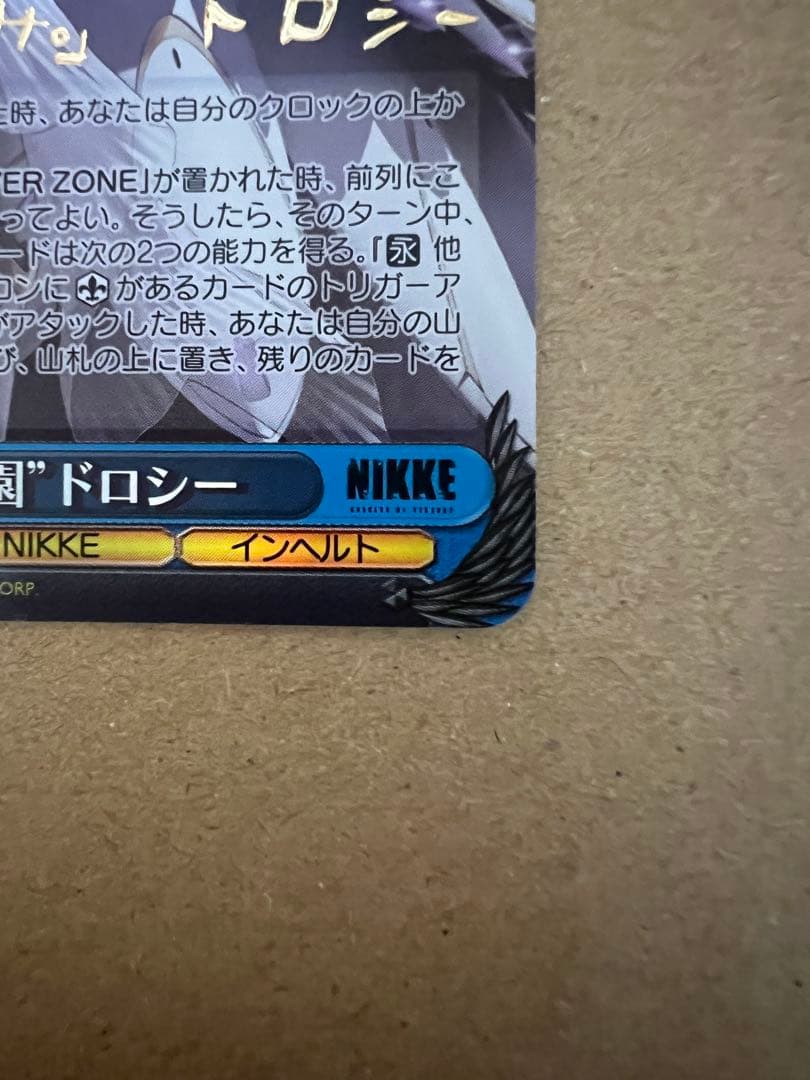 け。」 ドロシー
た時、あなたは自分のクロックの上か
ER ZONE」が置かれた時、前列にこ
ってよい。そうしたら、そのターン中、
ードは次の2つの能力を得る。『永 他
コンに があるカードのトリガーア
がアタックした時、あなたは自分の山
び、山札の上に置き、残りのカードを
園”ドロシー NIKKE
NIKKE インヘルト
ORP.